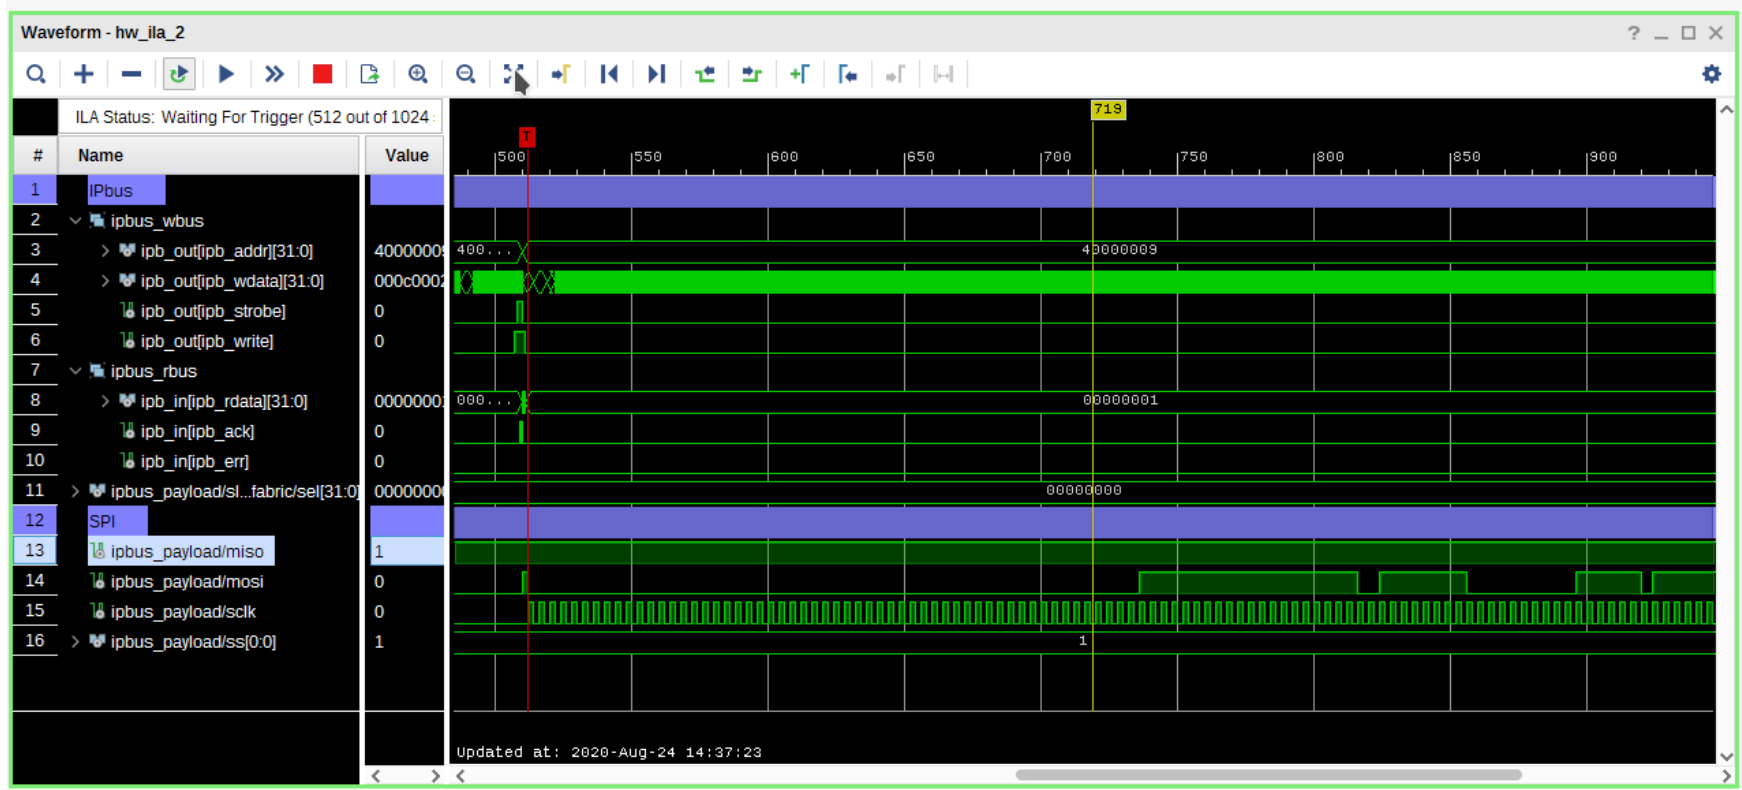 Waveform - hw_ila_2
ILA Status: Waiting For Trigger (512 out of 1024
719
T
# Name Value
500 550 600 650 700 750 800 850 900
1 IPbus
2 ipbus_wbus
3 ipb_out[ipb_addr][31:0] 40000009 400... 40000009
4 ipb_out[ipb_wdata][31:0] 000c0002
5 ipb_out[ipb_strobe] 0
6 ipb_out[ipb_write] 0
7 ipbus_rbus
8 ipb_in[ipb_rdata][31:0] 0000000 000... 00000001
9 ipb_in[ipb_ack] 0
10 ipb_in[ipb_err] 0
11 ipbus_payload/sl...fabric/sel[31:0] 0000000 00000000
12 SPI
13 ipbus_payload/miso 1
14 ipbus_payload/mosi 0
15 ipbus_payload/sclk 0
16 ipbus_payload/ss[0:0] 1 1
Updated at: 2020-Aug-24 14:37:23